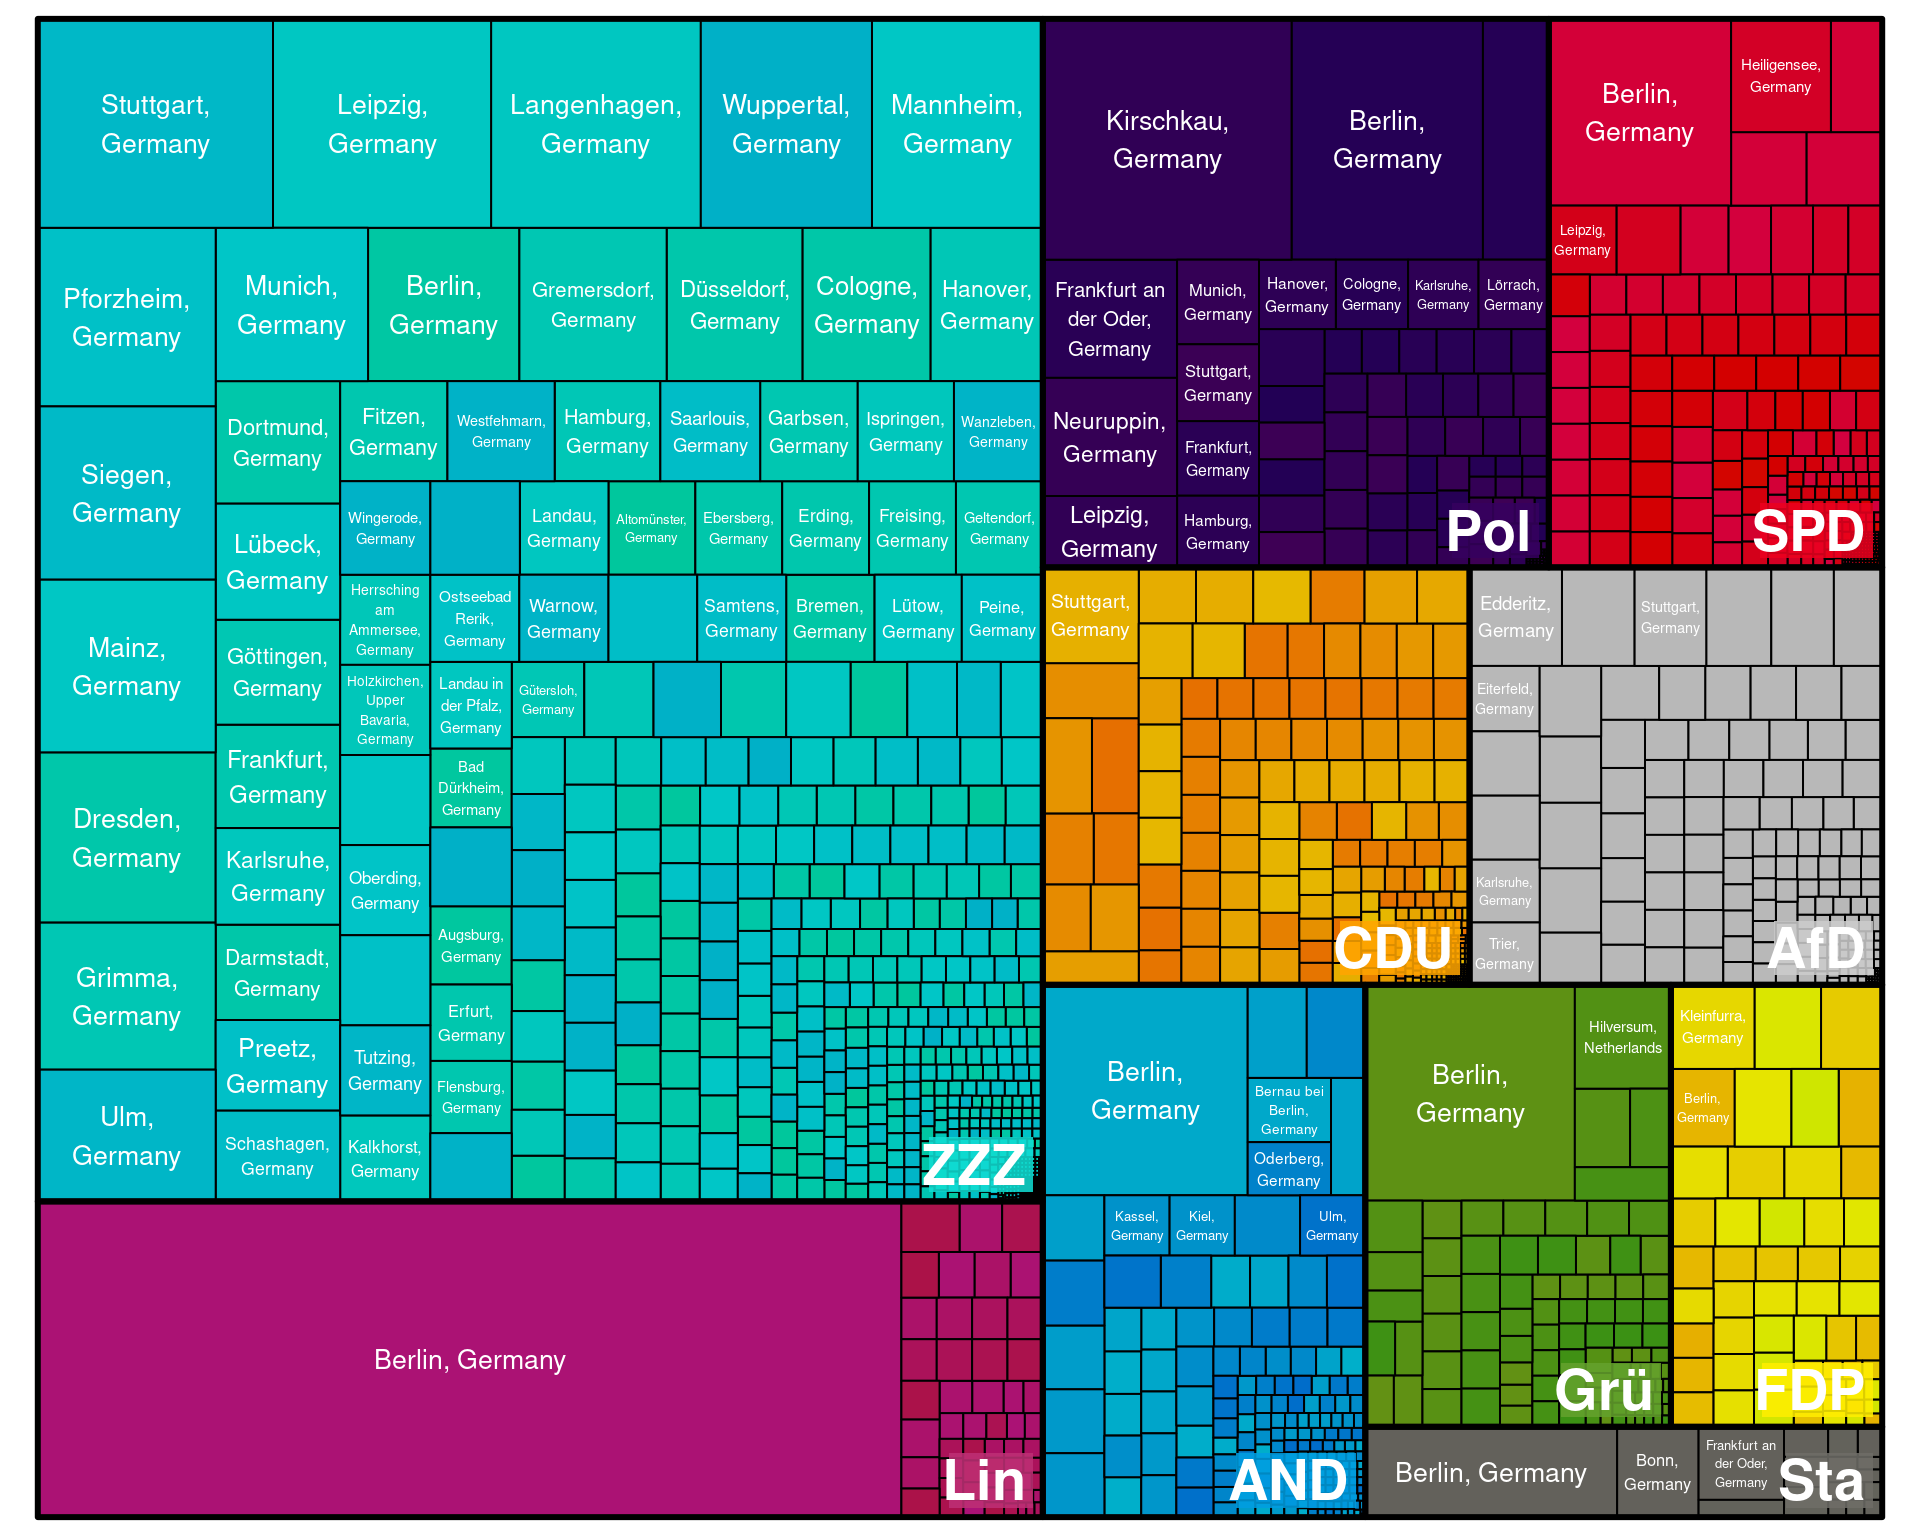 Stuttgart,
Germany
Leipzig,
Germany
Langenhagen,
Germany
Wuppertal,
Germany
Mannheim,
Germany
Pforzheim,
Germany
Munich,
Germany
Berlin,
Germany
Gremersdorf,
Germany
Düsseldorf,
Germany
Cologne,
Germany
Hanover,
Germany
Siegen,
Germany
Dortmund,
Germany
Fitzen,
Germany
Westfehmarn,
Germany
Hamburg,
Germany
Saarlouis,
Germany
Garbsen,
Germany
Ispringen,
Germany
Wanzleben,
Germany
Lübeck,
Germany
Wingerode,
Germany
Landau,
Germany
Altomünster,
Germany
Ebersberg,
Germany
Erding,
Germany
Freising,
Germany
Geltendorf,
Germany
Mainz,
Germany
Göttingen,
Germany
Herrsching
am
Ammersee,
Germany
Ostseebad
Rerik,
Germany
Warnow,
Germany
Samtens,
Germany
Bremen,
Germany
Lütow,
Germany
Peine,
Germany
Holzkirchen,
Upper
Bavaria,
Germany
Landau in
der Pfalz,
Germany
Gütersloh,
Germany
Dresden,
Germany
Frankfurt,
Germany
Bad
Dürkheim,
Germany
Karlsruhe,
Germany
Oberding,
Germany
Grimma,
Germany
Darmstadt,
Germany
Augsburg,
Germany
Erfurt,
Germany
Preetz,
Germany
Tutzing,
Germany
Flensburg,
Germany
Ulm,
Germany
Schashagen,
Germany
Kalkhorst,
Germany
ZZZ
Berlin, Germany
Lin
Kirschkau,
Germany
Berlin,
Germany
Frankfurt an
der Oder,
Germany
Munich,
Germany
Hanover,
Germany
Cologne,
Germany
Karlsruhe,
Germany
Lörrach,
Germany
Stuttgart,
Germany
Neuruppin,
Germany
Frankfurt,
Germany
Leipzig,
Germany
Hamburg,
Germany
Pol
Berlin,
Germany
Heiligensee,
Germany
Leipzig,
Germany
SPD
Stuttgart,
Germany
CDU
Edderitz,
Germany
Stuttgart,
Germany
Eiterfeld,
Germany
Karlsruhe,
Germany
Trier,
Germany
AfD
Berlin,
Germany
Bernau bei
Berlin,
Germany
Oderberg,
Germany
Kassel,
Germany
Kiel,
Germany
Ulm,
Germany
AND
Berlin,
Germany
Hilversum,
Netherlands
Grü
Kleinfurra,
Germany
Berlin,
Germany
FDP
Berlin, Germany
Bonn,
Germany
Frankfurt an
der Oder,
Germany
Sta